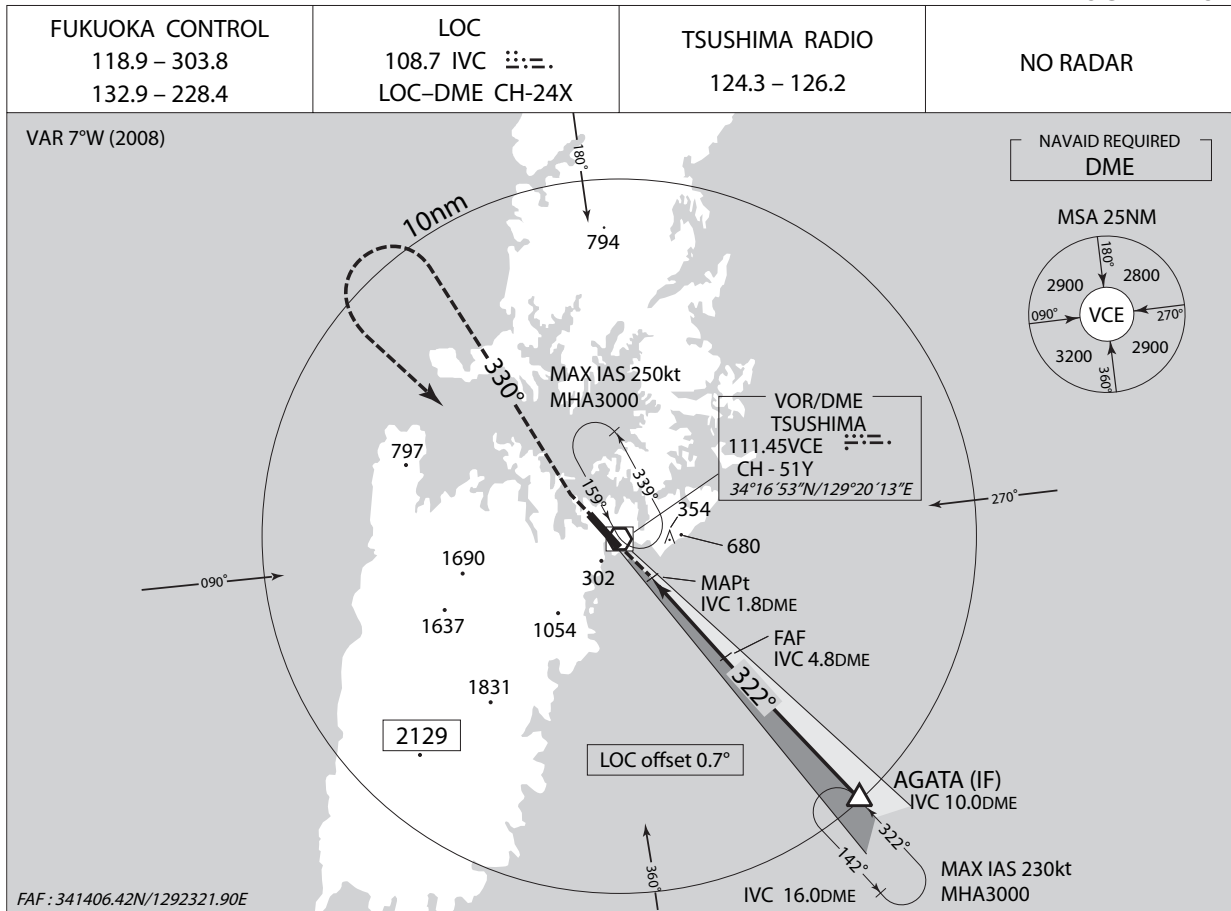 FUKUOKA CONTROL
118.9 – 303.8
132.9 – 228.4
LOC
108.7 IVC
LOC–DME CH-24X
TSUSHIMA RADIO
124.3 – 126.2
NO RADAR
VAR 7°W (2008)
NAVAID REQUIRED
DME
MSA 25NM
180°
2900
2800
090°
VCE
270°
3200
2900
360°
180°
10nm
794
330°
MAX IAS 250kt
MHA3000
VOR/DME
TSUSHIMA
111.45VCE
CH - 51Y
34°16´53˝N/129°20´13˝E
797
159°
339°
354
270°
680
1690
302
090°
MAPt
IVC 1.8DME
1637
1054
FAF
IVC 4.8DME
322°
1831
2129
LOC offset 0.7°
AGATA (IF)
IVC 10.0DME
322°
142°
360°
MAX IAS 230kt
MHA3000
IVC 16.0DME
FAF : 341406.42N/1292321.90E